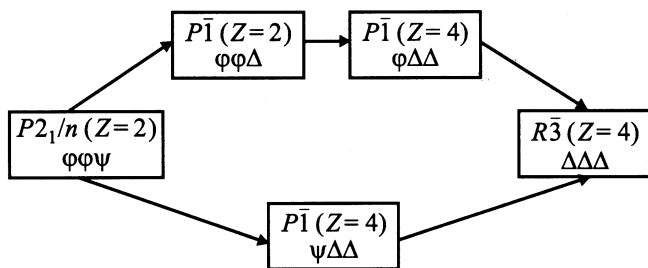 P1̅ (Z = 2)
φφΔ
P1̅ (Z = 4)
φΔΔ
P2₁/n (Z = 2)
φφψ
R3̅ (Z = 4)
ΔΔΔ
P1̅ (Z = 4)
ψΔΔ